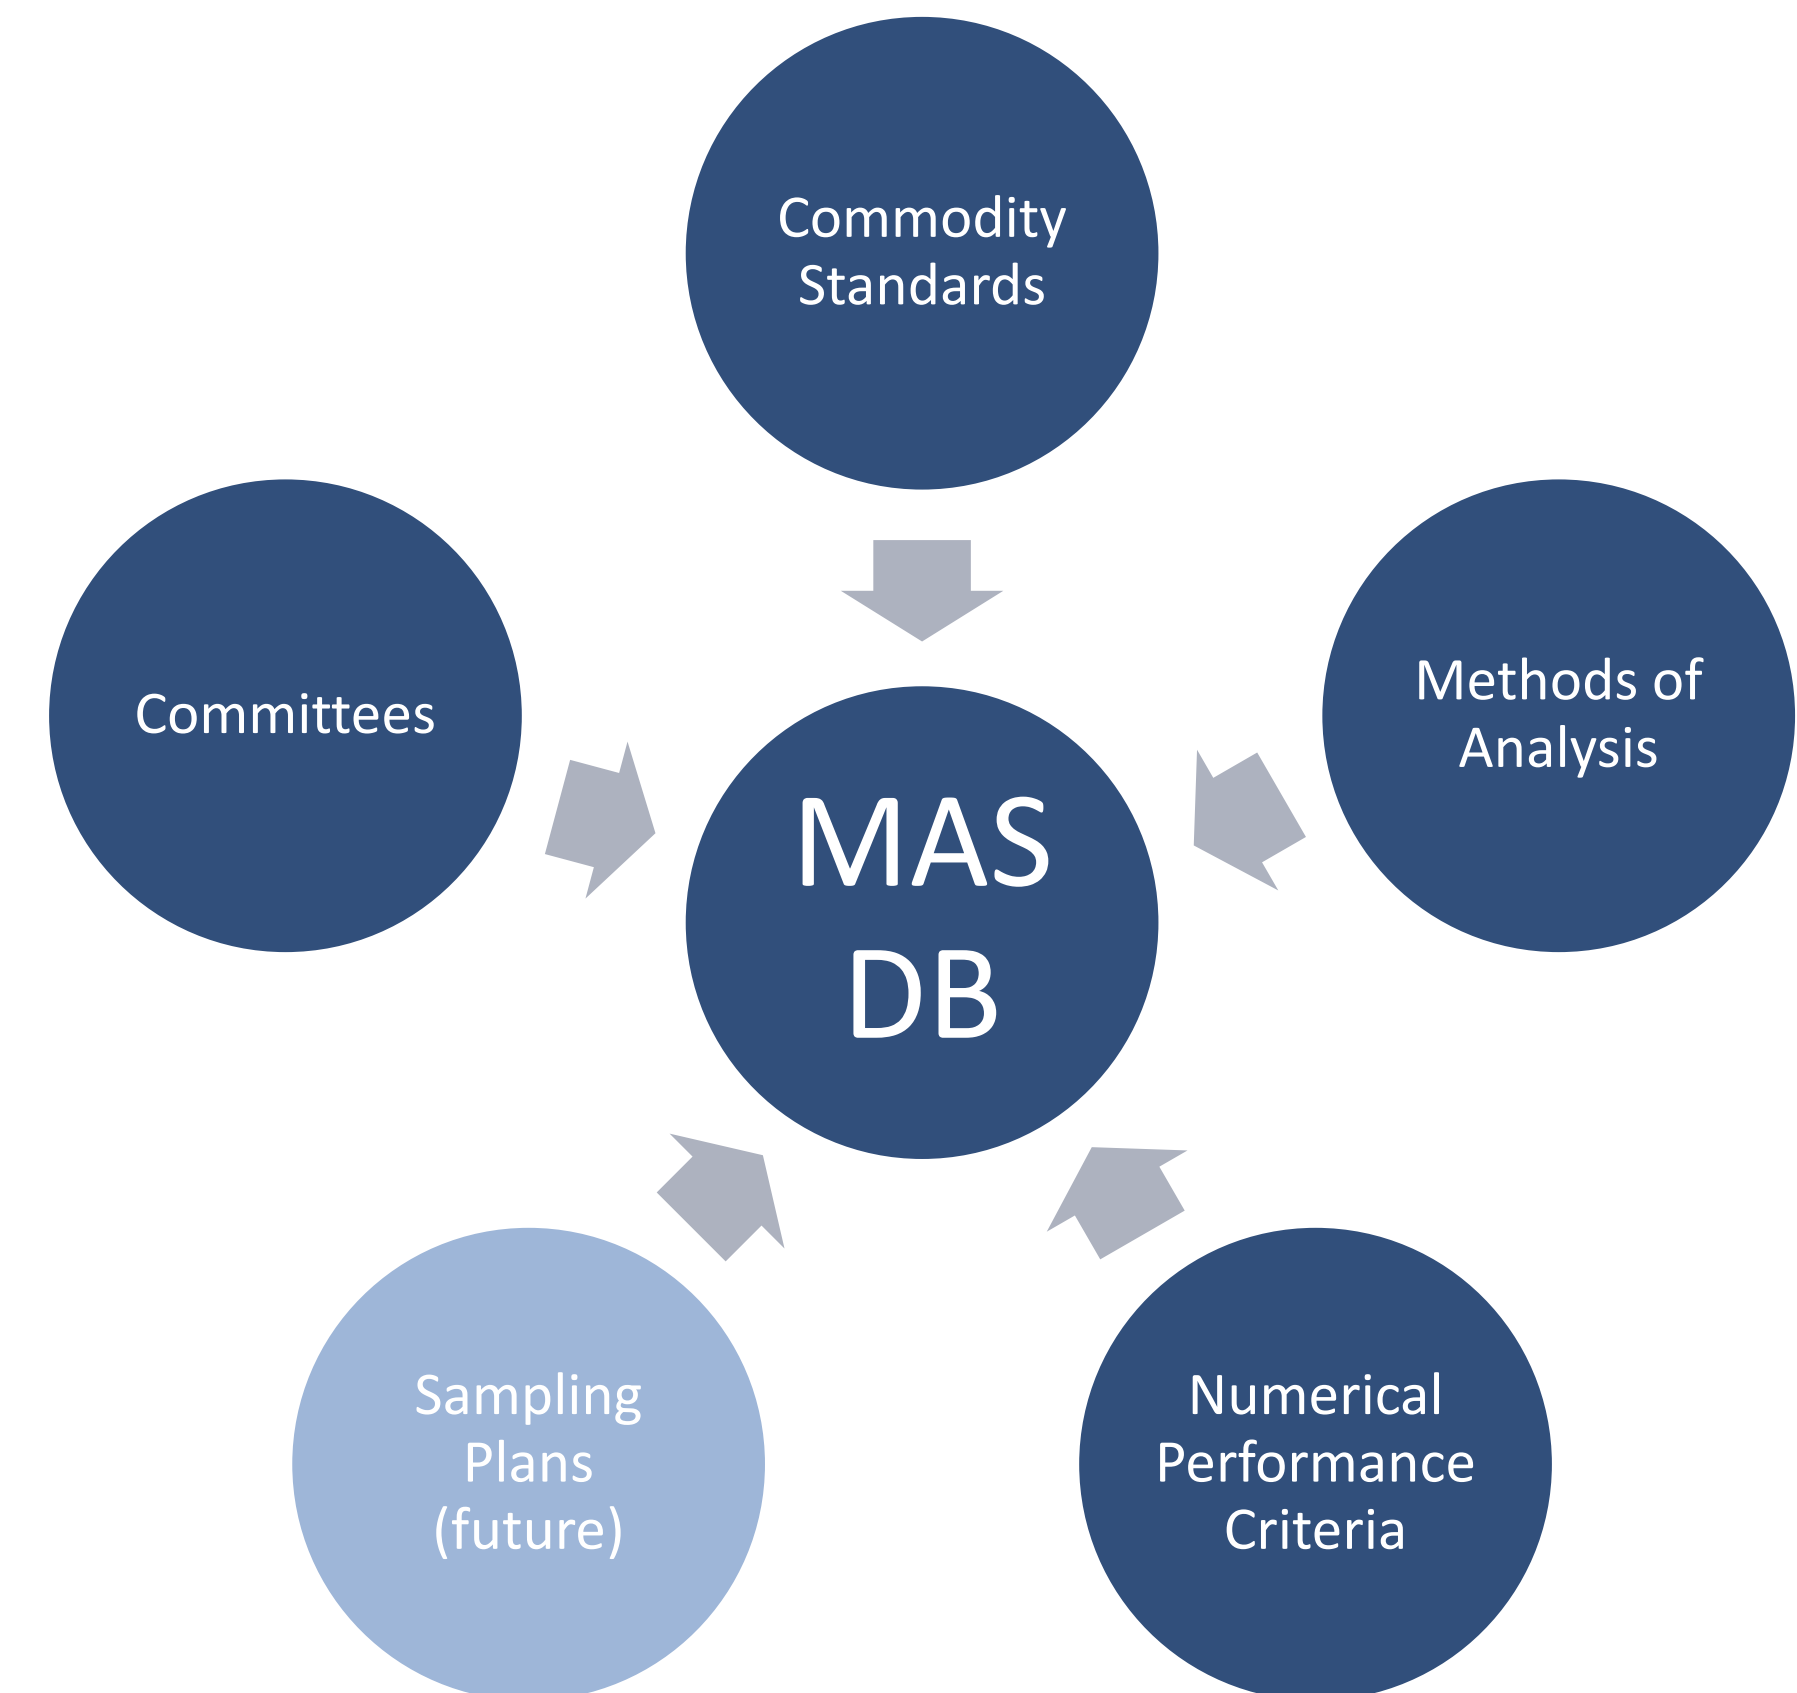 Commodity
Standards
Committees
Methods of
Analysis
MAS
DB
Sampling
Plans
(future)
Numerical
Performance
Criteria